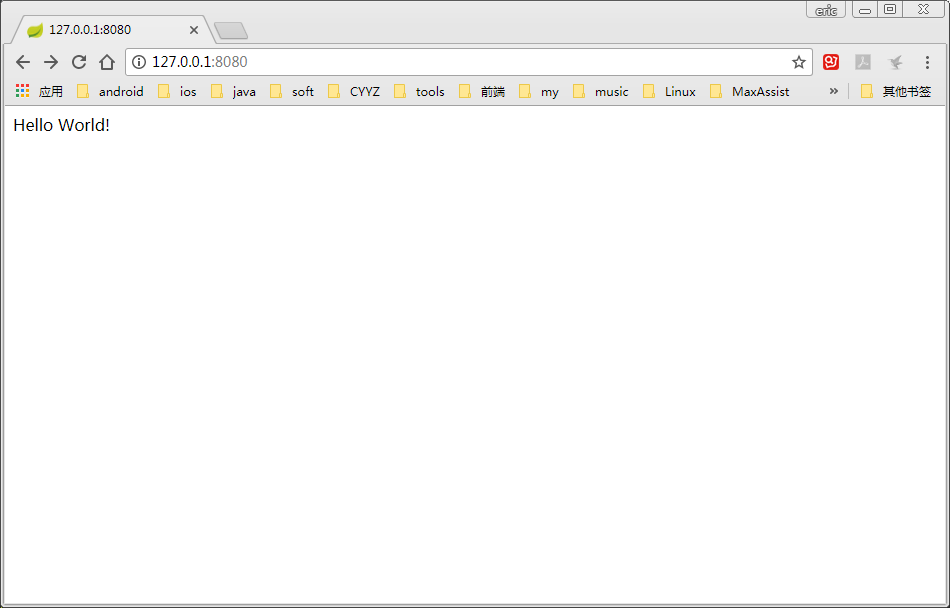 eric
127.0.0.1:8080
127.0.0.1:8080
应用 android ios java soft CYYZ tools 前端 my music Linux MaxAssist » 其他书签
Hello World!